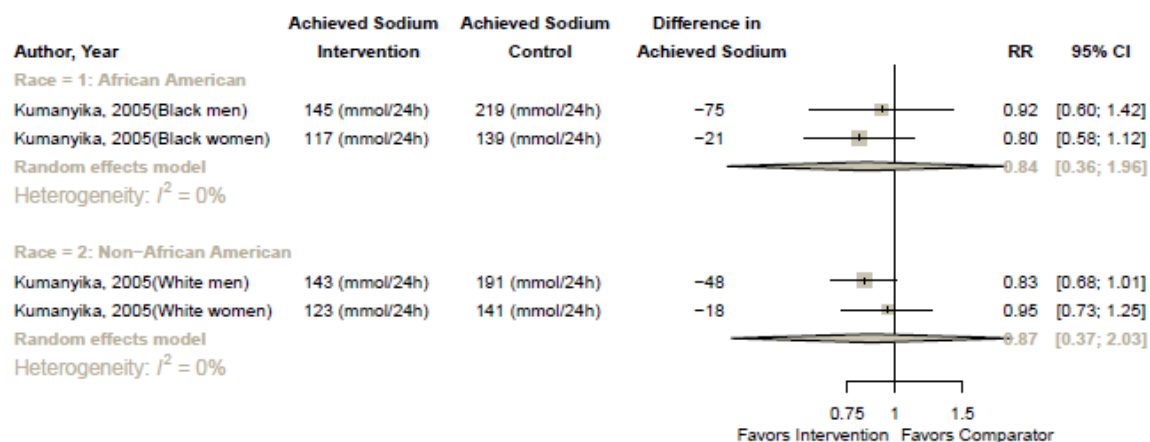 Achieved Sodium Achieved Sodium Difference in
Author, Year Intervention Control Achieved Sodium RR 95% CI
Race = 1: African American
Kumanyika, 2005(Black men) 145 (mmol/24h) 219 (mmol/24h) −75 0.92 [0.60; 1.42]
Kumanyika, 2005(Black women) 117 (mmol/24h) 139 (mmol/24h) −21 0.80 [0.58; 1.12]
Random effects model 0.84 [0.36; 1.96]
Heterogeneity: I² = 0%
Race = 2: Non−African American
Kumanyika, 2005(White men) 143 (mmol/24h) 191 (mmol/24h) −48 0.83 [0.68; 1.01]
Kumanyika, 2005(White women) 123 (mmol/24h) 141 (mmol/24h) −18 0.95 [0.73; 1.25]
Random effects model 0.87 [0.37; 2.03]
Heterogeneity: I² = 0%
0.75 1 1.5
Favors Intervention Favors Comparator